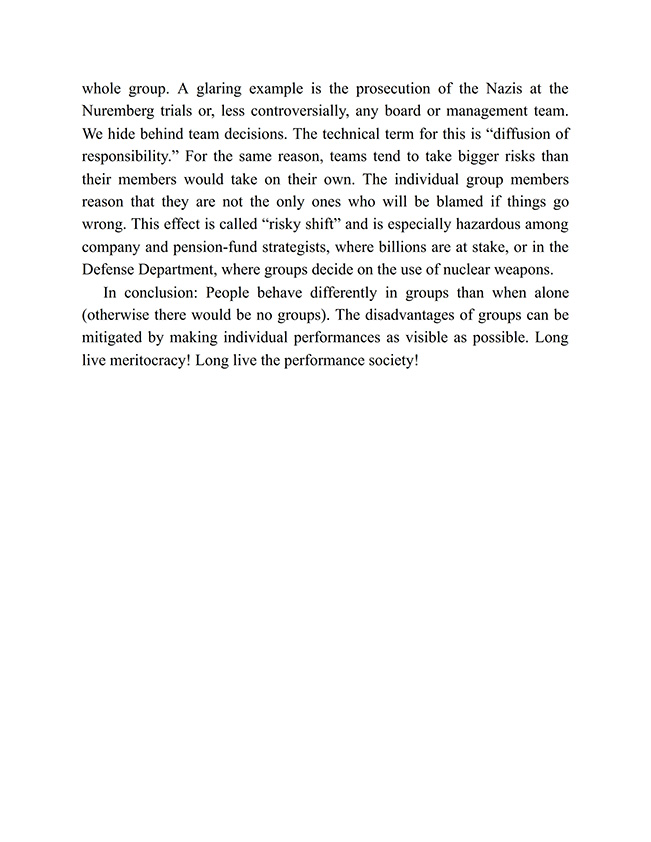 whole group. A glaring example is the prosecution of the Nazis at the
Nuremberg trials or, less controversially, any board or management team.
We hide behind team decisions. The technical term for this is “diffusion of
responsibility.” For the same reason, teams tend to take bigger risks than
their members would take on their own. The individual group members
reason that they are not the only ones who will be blamed if things go
wrong. This effect is called “risky shift” and is especially hazardous among
company and pension-fund strategists, where billions are at stake, or in the
Defense Department, where groups decide on the use of nuclear weapons.
In conclusion: People behave differently in groups than when alone
(otherwise there would be no groups). The disadvantages of groups can be
mitigated by making individual performances as visible as possible. Long
live meritocracy! Long live the performance society!